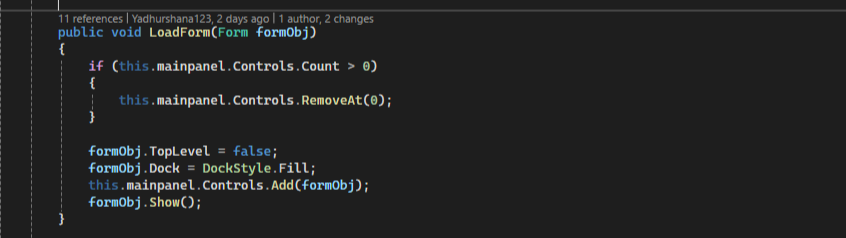 11 references | Yadhurshana123, 2 days ago | 1 author, 2 changes
public void LoadForm(Form formObj)
{
    if (this.mainpanel.Controls.Count > 0)
    {
        this.mainpanel.Controls.RemoveAt(0);
    }

    formObj.TopLevel = false;
    formObj.Dock = DockStyle.Fill;
    this.mainpanel.Controls.Add(formObj);
    formObj.Show();
}